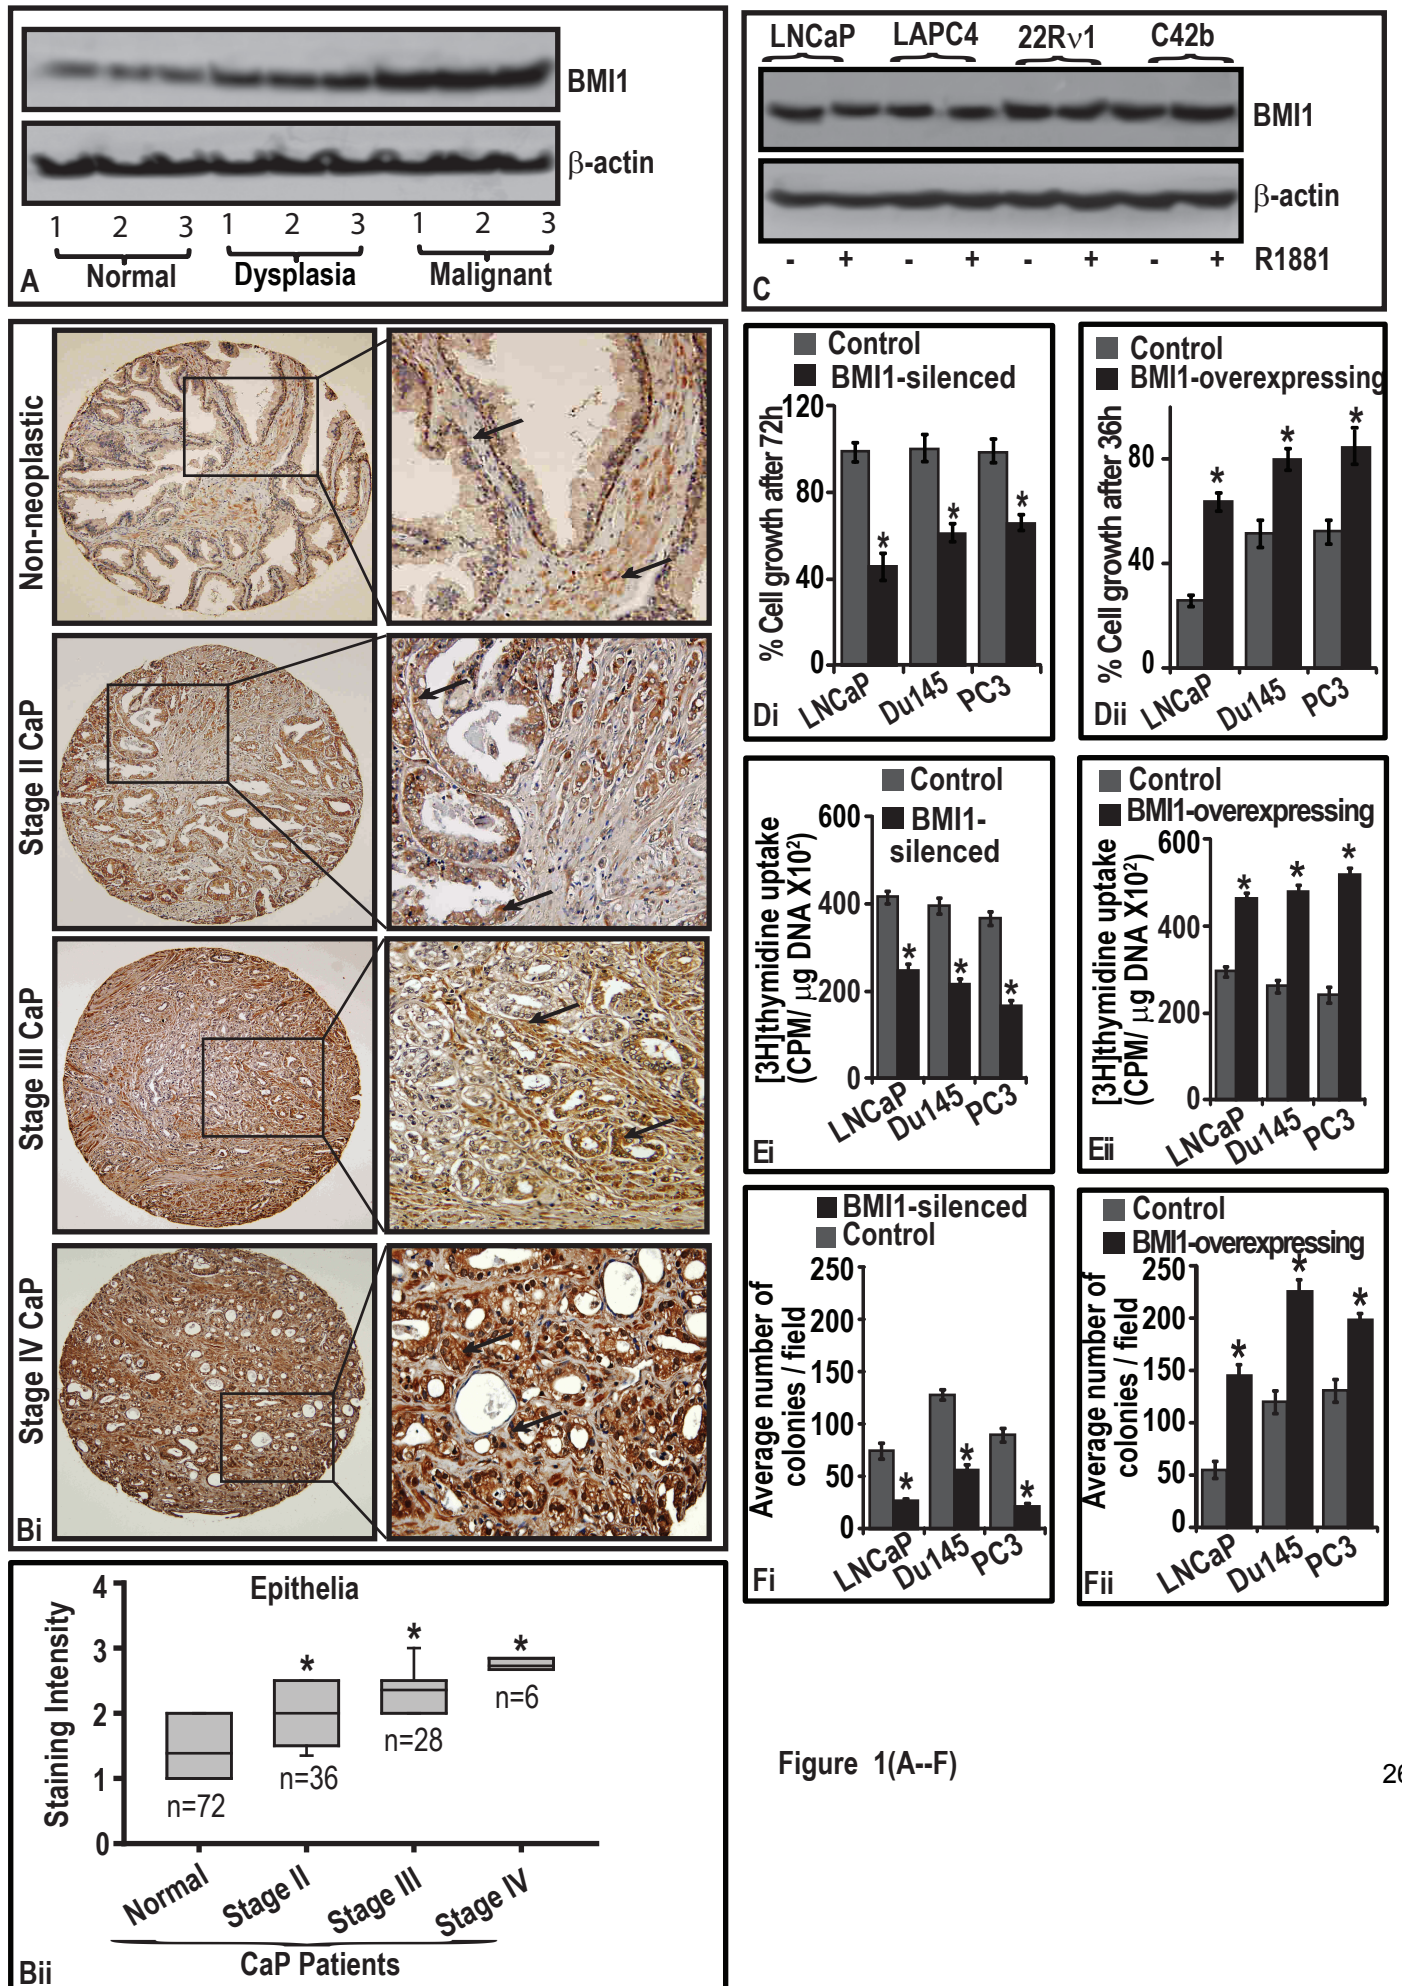 BMI1
β-actin
1 2 3 1 2 3 1 2 3
Normal Dysplasia Malignant
A
LNCaP LAPC4 22Rν1 C42b
BMI1
β-actin
- + - + - + - + R1881
C
Non-neoplastic
Stage II CaP
Stage III CaP
Stage IV CaP
Bi
Epithelia
Staining Intensity
4
3
2
1
0
* * *
n=72
n=36
n=28
n=6
Normal Stage II Stage III Stage IV
CaP Patients
Bii
Control
BMI1-silenced
% Cell growth after 72h
120
80
40
0
* * *
LNCaP Du145 PC3
Di
Control
BMI1-overexpressing
% Cell growth after 36h
80
40
0
* * *
LNCaP Du145 PC3
Dii
Control
BMI1-
silenced
[3H]thymidine uptake
(CPM/ μg DNA X10²)
600
400
200
0
* * *
LNCaP Du145 PC3
Ei
Control
BMI1-overexpressing
[3H]thymidine uptake
(CPM/ μg DNA X10²)
600
400
200
0
* * *
LNCaP Du145 PC3
Eii
BMI1-silenced
Control
Average number of
colonies / field
250
200
150
100
50
0
* * *
LNCaP Du145 PC3
Fi
Control
BMI1-overexpressing
Average number of
colonies / field
250
200
150
100
50
0
* * *
LNCaP Du145 PC3
Fii
Figure 1(A--F)
26